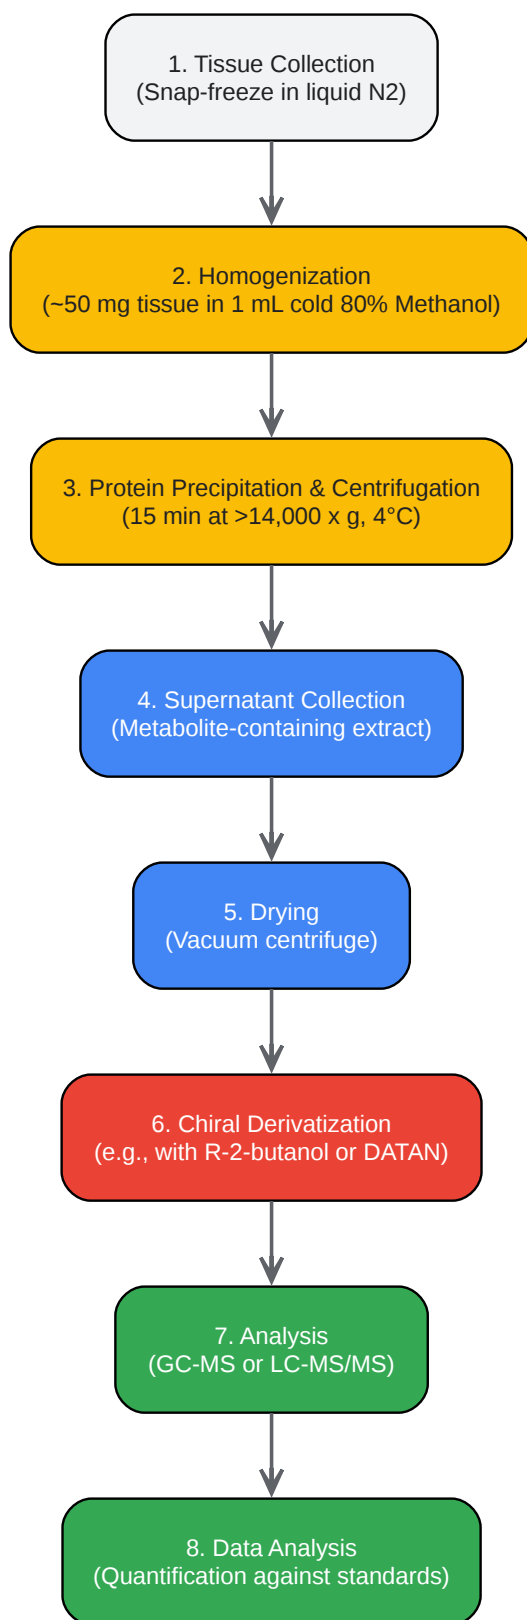 1. Tissue Collection
(Snap-freeze in liquid N2)
2. Homogenization
(~50 mg tissue in 1 mL cold 80% Methanol)
3. Protein Precipitation & Centrifugation
(15 min at >14,000 x g, 4°C)
4. Supernatant Collection
(Metabolite-containing extract)
5. Drying
(Vacuum centrifuge)
6. Chiral Derivatization
(e.g., with R-2-butanol or DATAN)
7. Analysis
(GC-MS or LC-MS/MS)
8. Data Analysis
(Quantification against standards)